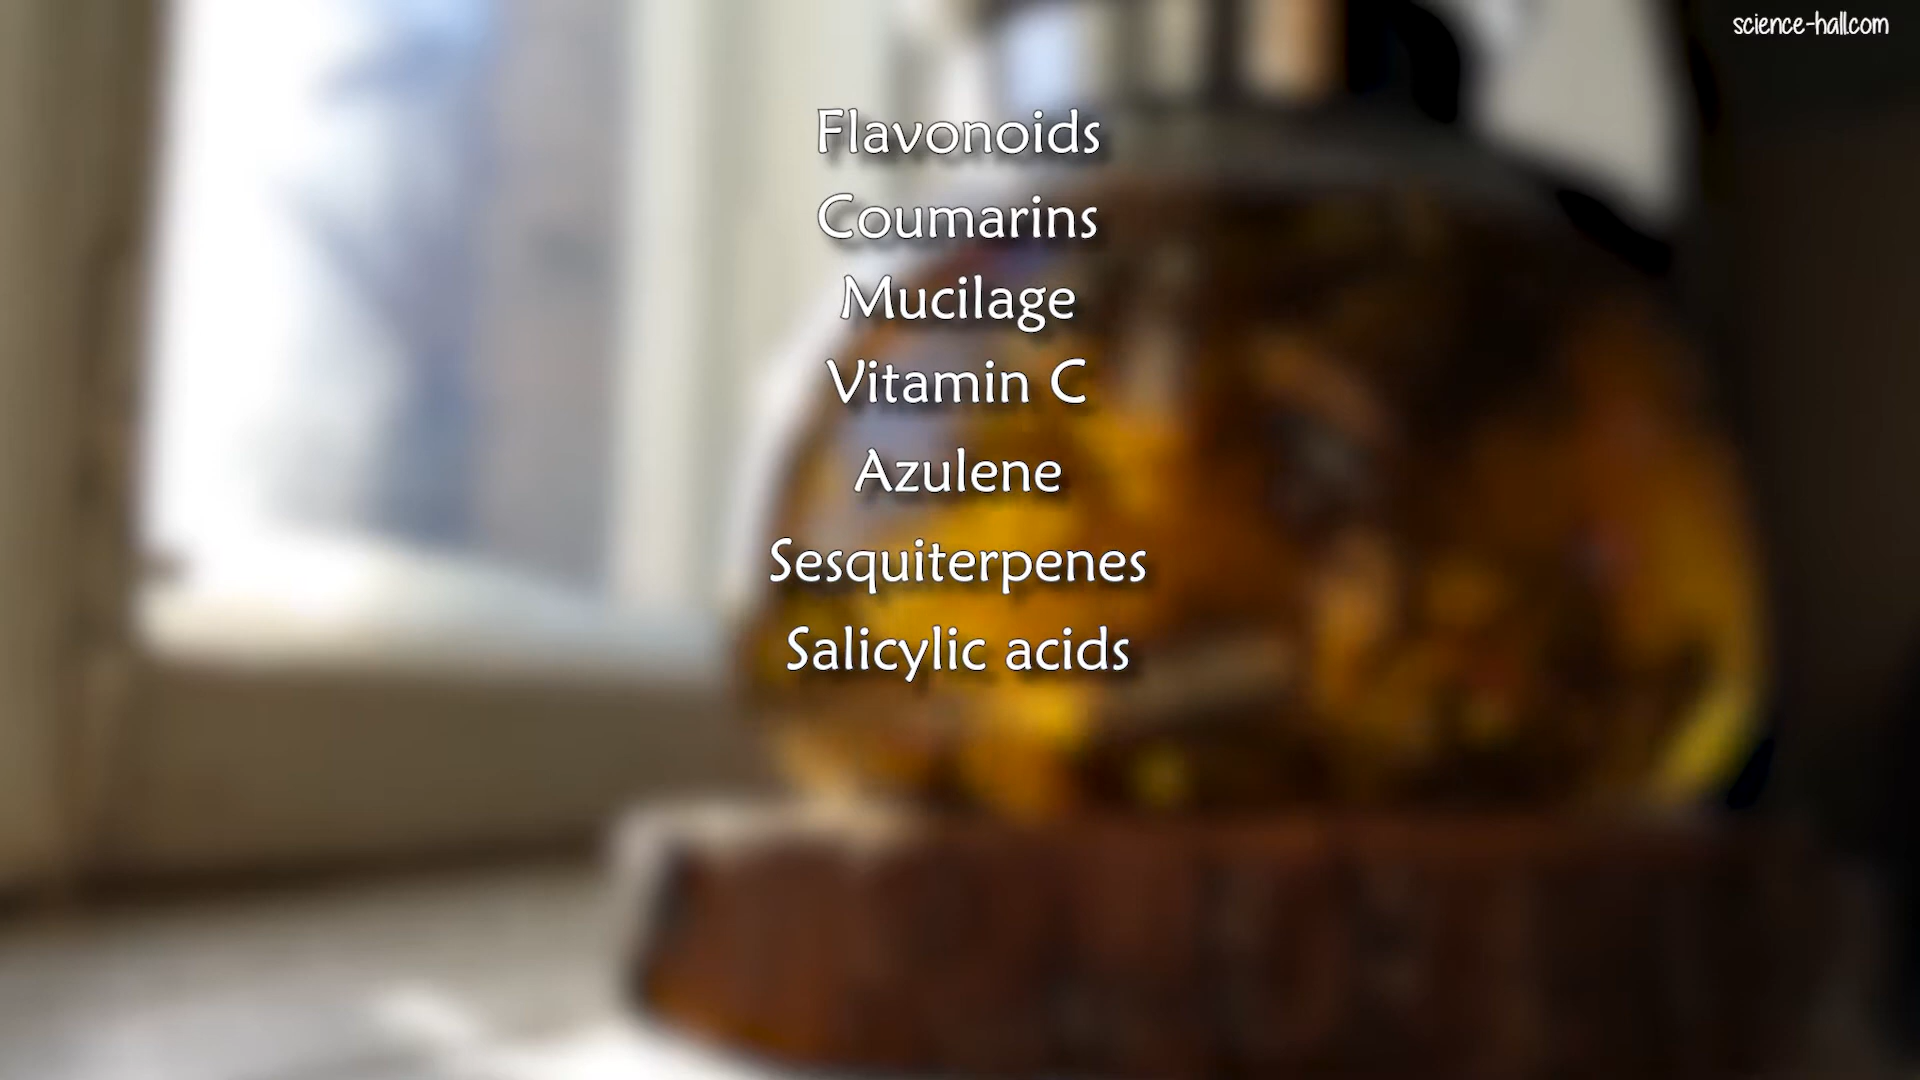 science-hall.com
Flavonoids
Coumarins
Mucilage
Vitamin C
Azulene
Sesquiterpenes
Salicylic acids